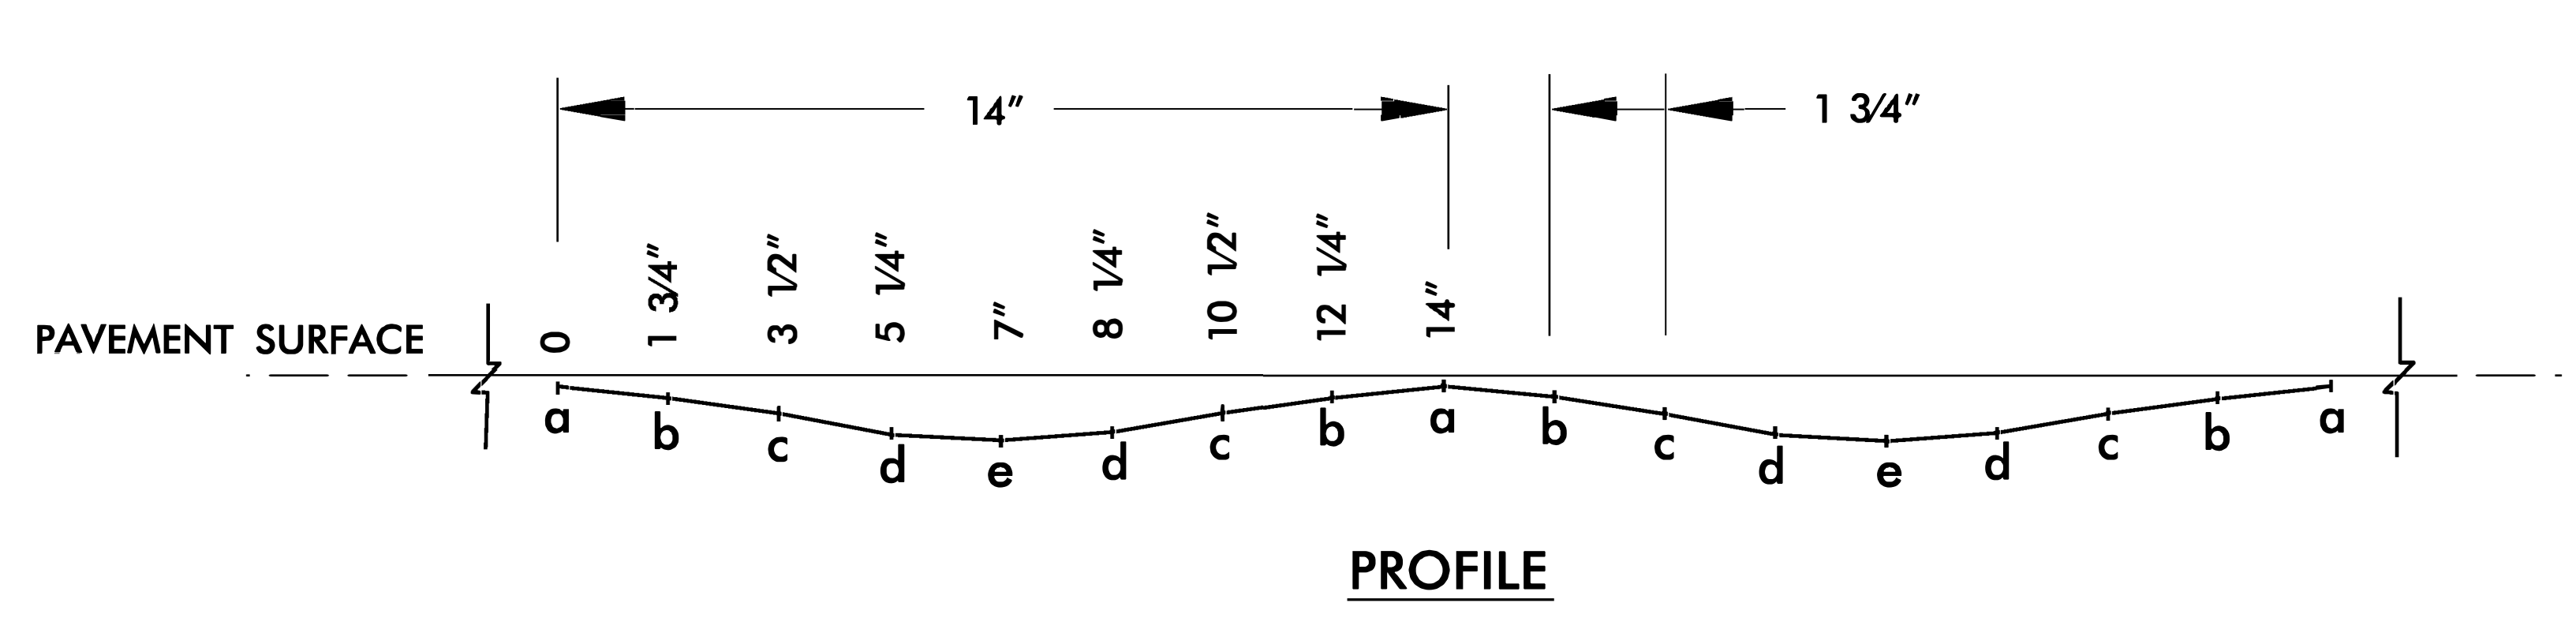 14" 1 3/4"
0 1 3/4" 3 1/2" 5 1/4" 7" 8 1/4" 10 1/2" 12 1/4" 14"
PAVEMENT SURFACE
a b c d e d c b a b c d e d c b a
PROFILE